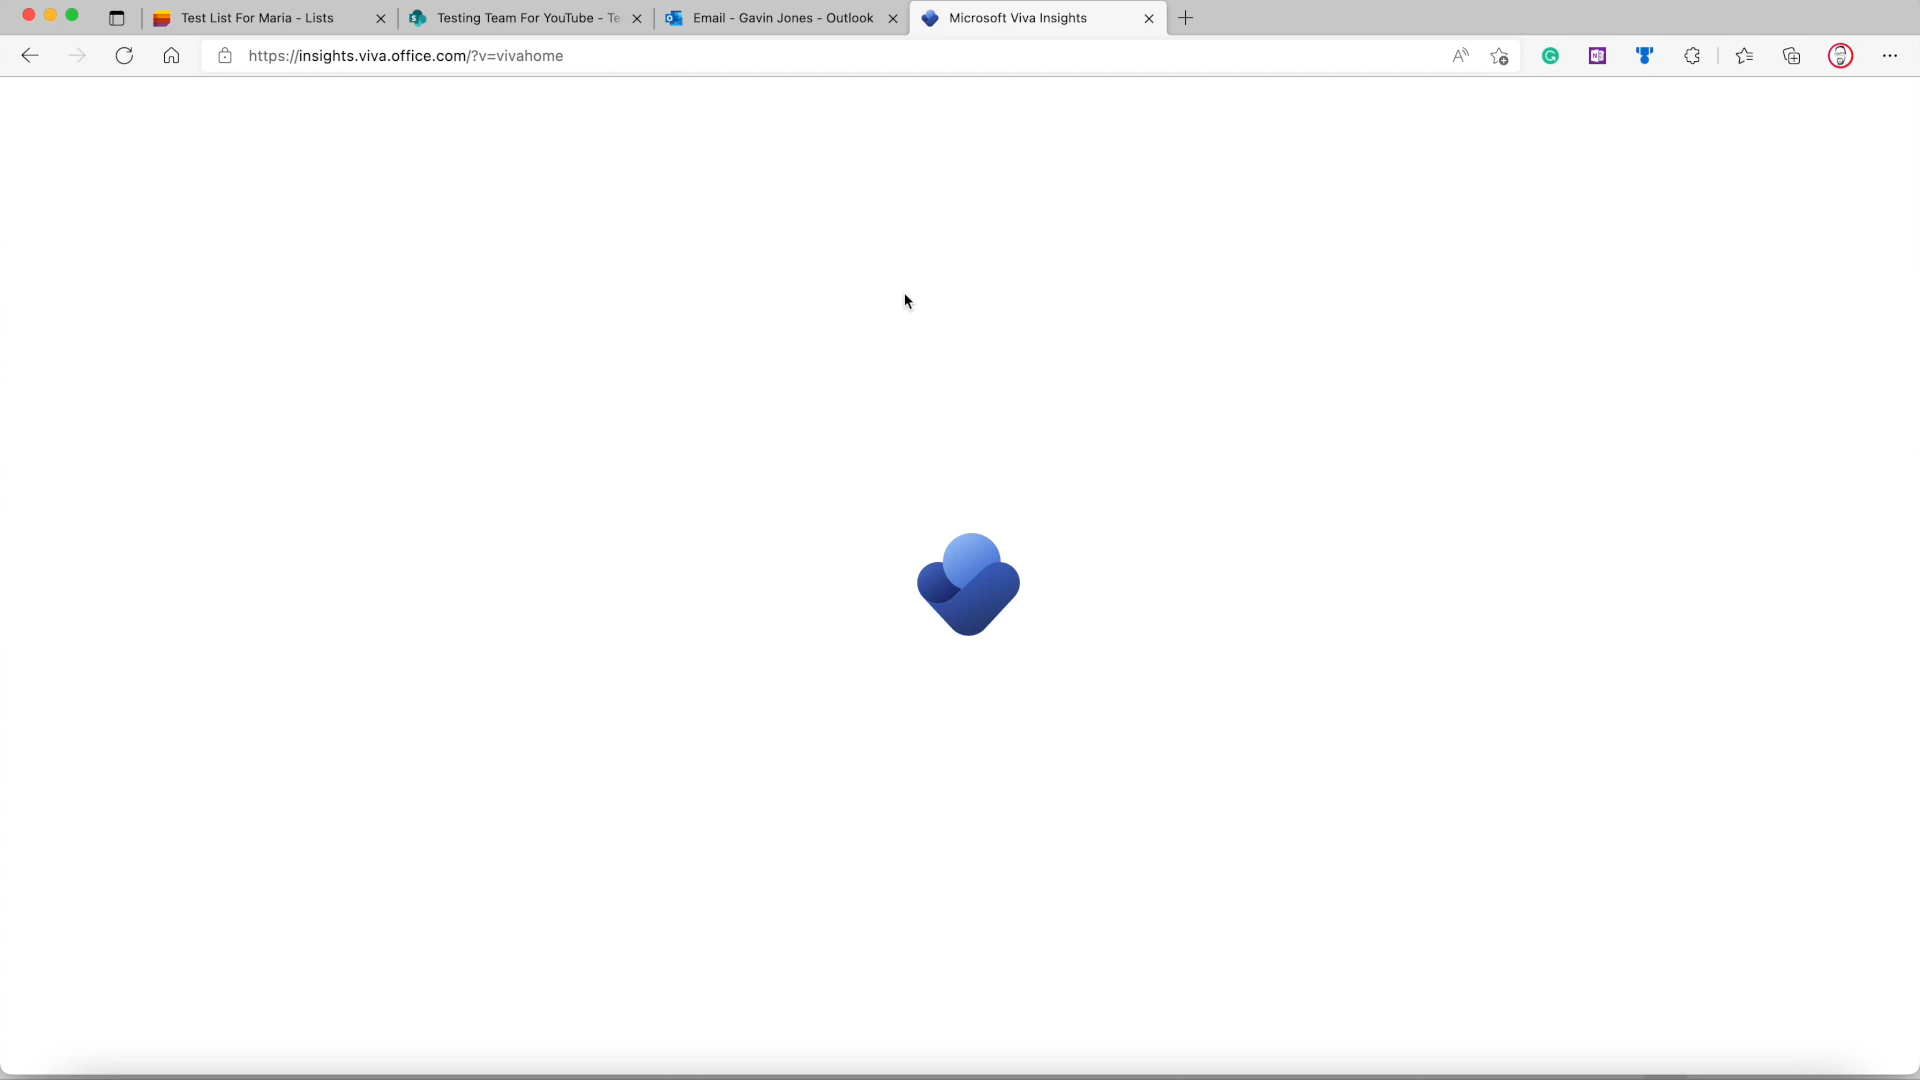 Test List For Maria - Lists
Testing Team For YouTube - Te
Email - Gavin Jones - Outlook
Microsoft Viva Insights
https://insights.viva.office.com/?v=vivahome